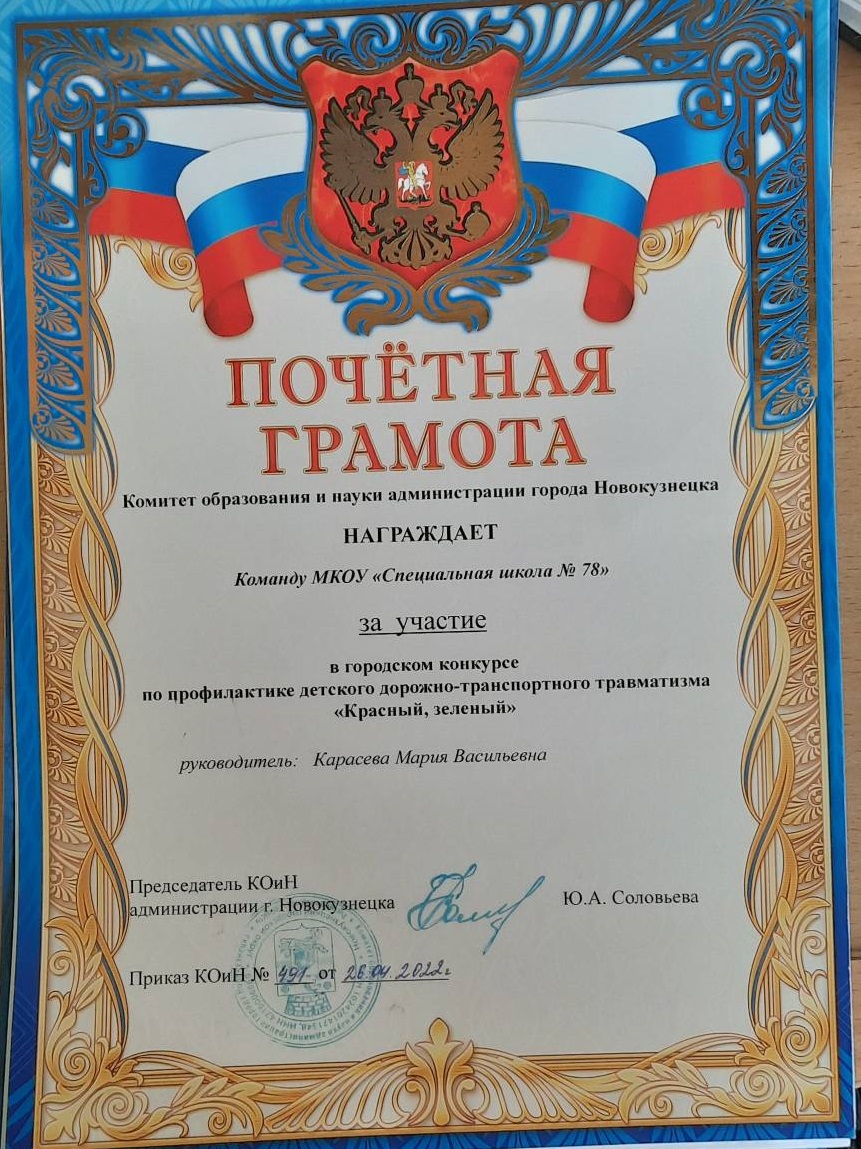 ПОЧЁТНАЯ
ГРАМОТА
Комитет образования и науки администрации города Новокузнецка
НАГРАЖДАЕТ
Команду МКОУ «Специальная школа № 78»
за участие
в городском конкурсе
по профилактике детского дорожно-транспортного травматизма
«Красный, зеленый»
руководитель: Карасева Мария Васильевна
Председатель КОиН
администрации г. Новокузнецка Ю.А. Соловьева
Приказ КОиН № 491 от 26.04.2022г